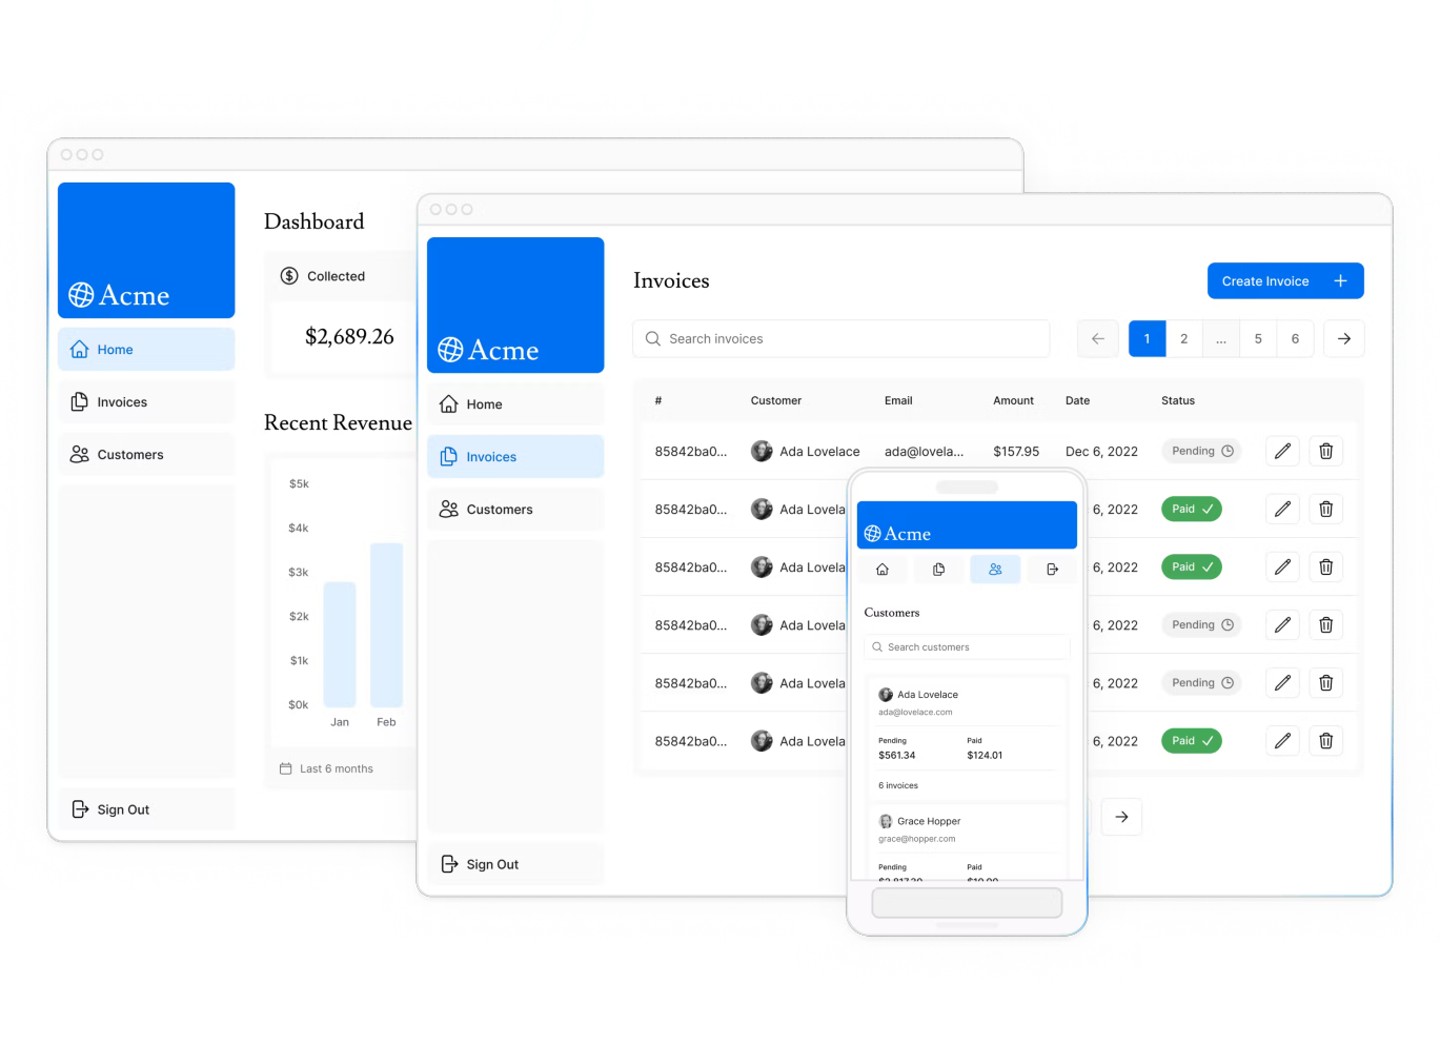 Acme
Home
Invoices
Customers
Sign Out
Dashboard
Collected
$2,689.26
Recent Revenue
$5k
$4k
$3k
$2k
$1k
$0k
Jan Feb
Last 6 months
Acme
Home
Invoices
Customers
Sign Out
Invoices
Create Invoice
Search invoices
1 2 ... 5 6
# Customer Email Amount Date Status
85842ba0... Ada Lovelace ada@lovela... $157.95 Dec 6, 2022 Pending
85842ba0... Ada Lovela 6, 2022 Paid
85842ba0... Ada Lovela 6, 2022 Paid
85842ba0... Ada Lovela 6, 2022 Pending
85842ba0... Ada Lovela 6, 2022 Pending
85842ba0... Ada Lovela 6, 2022 Paid
Acme
Customers
Search customers
Ada Lovelace
ada@lovelace.com
Pending Paid
$561.34 $124.01
6 invoices
Grace Hopper
grace@hopper.com
Pending Paid